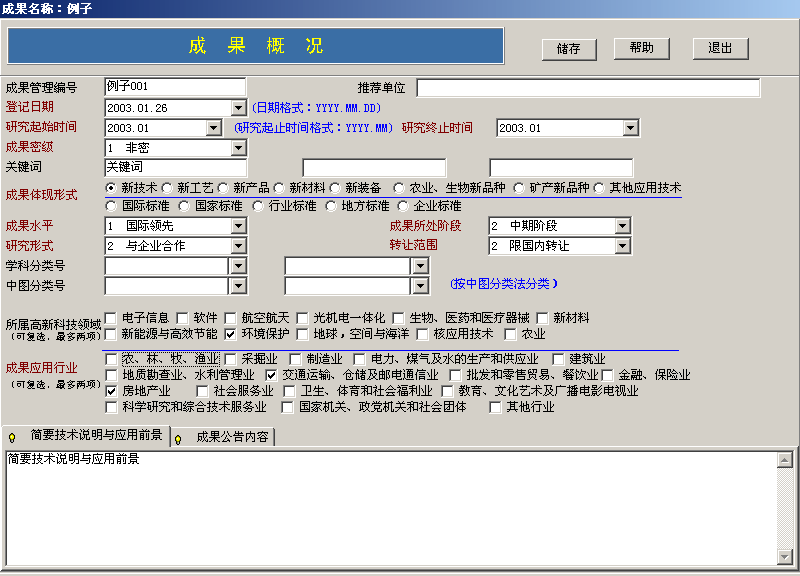 成果名称：例子
成 果 概 况
储存 帮助 退出
成果管理编号 例子001 推荐单位
登记日期 2003.01.26 (日期格式：YYYY.MM.DD)
研究起始时间 2003.01 (研究起止时间格式：YYYY.MM) 研究终止时间 2003.01
成果密级 1 非密
关键词 关键词
成果体现形式 新技术 新工艺 新产品 新材料 新装备 农业、生物新品种 矿产新品种 其他应用技术
国际标准 国家标准 行业标准 地方标准 企业标准
成果水平 1 国际领先 成果所处阶段 2 中期阶段
研究形式 2 与企业合作 转让范围 2 限国内转让
学科分类号
中图分类号 (按中图分类法分类)
所属高新科技领域 电子信息 软件 航空航天 光机电一体化 生物、医药和医疗器械 新材料
(可复选，最多两项) 新能源与高效节能 环境保护 地球，空间与海洋 核应用技术 农业
成果应用行业 农、林、牧、渔业 采掘业 制造业 电力、煤气及水的生产和供应业 建筑业
(可复选，最多两项) 地质勘查业、水利管理业 交通运输、仓储及邮电通信业 批发和零售贸易、餐饮业 金融、保险业
房地产业 社会服务业 卫生、体育和社会福利业 教育、文化艺术及广播电影电视业
科学研究和综合技术服务业 国家机关、政党机关和社会团体 其他行业
简要技术说明与应用前景 成果公告内容
简要技术说明与应用前景